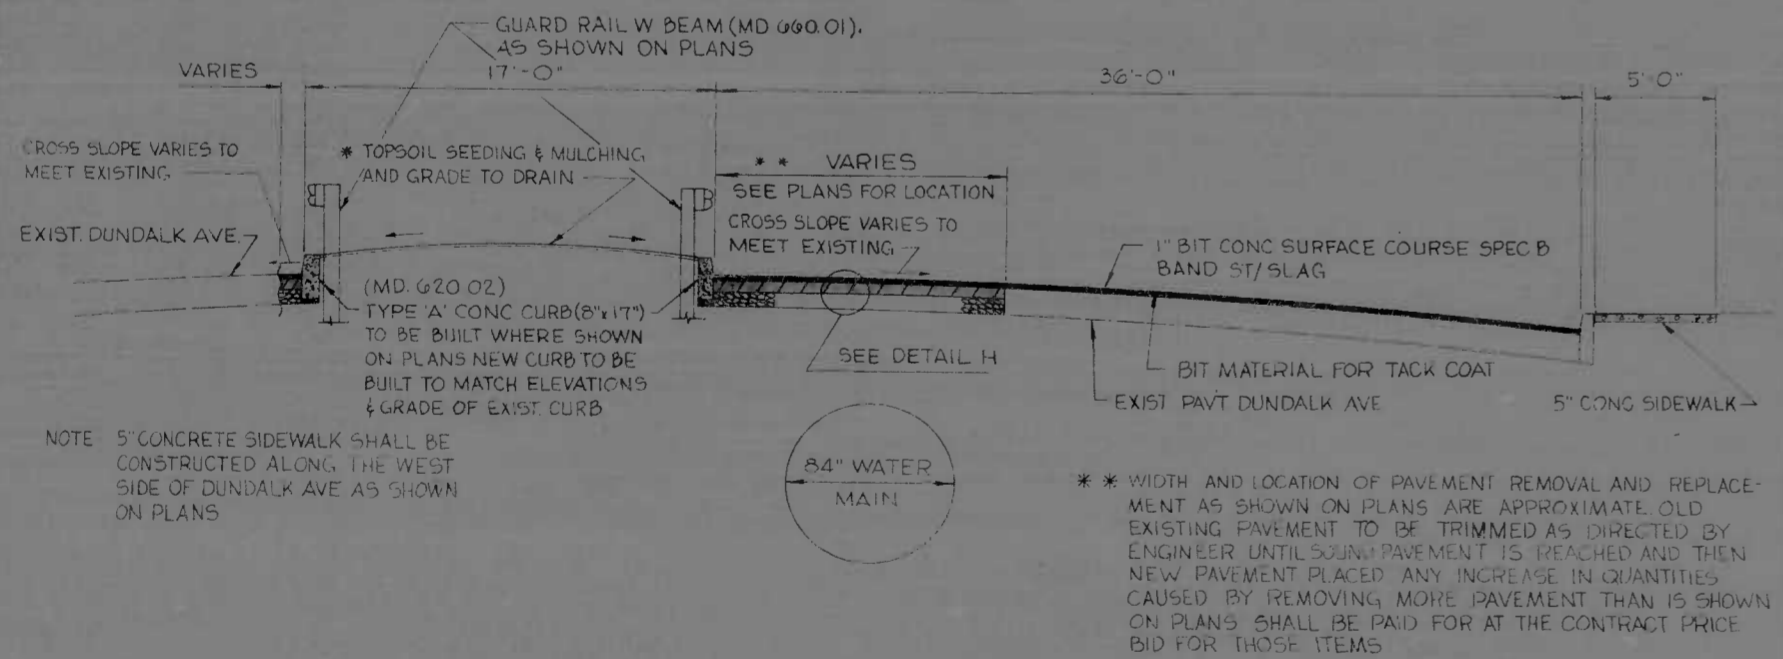 GUARD RAIL W BEAM (MD 660.01).
AS SHOWN ON PLANS
VARIES
17'-0"
36'-0"
5'-0"
CROSS SLOPE VARIES TO
MEET EXISTING
* TOPSOIL SEEDING & MULCHING
AND GRADE TO DRAIN
* * VARIES
SEE PLANS FOR LOCATION
CROSS SLOPE VARIES TO
MEET EXISTING
EXIST. DUNDALK AVE.
1" BIT CONC SURFACE COURSE SPEC B
BAND ST/SLAG
(MD. 620 02)
TYPE 'A' CONC CURB (8"x17")
TO BE BUILT WHERE SHOWN
ON PLANS NEW CURB TO BE
BUILT TO MATCH ELEVATIONS
& GRADE OF EXIST. CURB
SEE DETAIL H
BIT MATERIAL FOR TACK COAT
EXIST PAV'T DUNDALK AVE
5" CONC SIDEWALK
NOTE 5" CONCRETE SIDEWALK SHALL BE
CONSTRUCTED ALONG THE WEST
SIDE OF DUNDALK AVE AS SHOWN
ON PLANS
84" WATER
MAIN
* * WIDTH AND LOCATION OF PAVEMENT REMOVAL AND REPLACE-
MENT AS SHOWN ON PLANS ARE APPROXIMATE. OLD
EXISTING PAVEMENT TO BE TRIMMED AS DIRECTED BY
ENGINEER UNTIL SOUND PAVEMENT IS REACHED AND THEN
NEW PAVEMENT PLACED ANY INCREASE IN QUANTITIES
CAUSED BY REMOVING MORE PAVEMENT THAN IS SHOWN
ON PLANS SHALL BE PAID FOR AT THE CONTRACT PRICE
BID FOR THOSE ITEMS